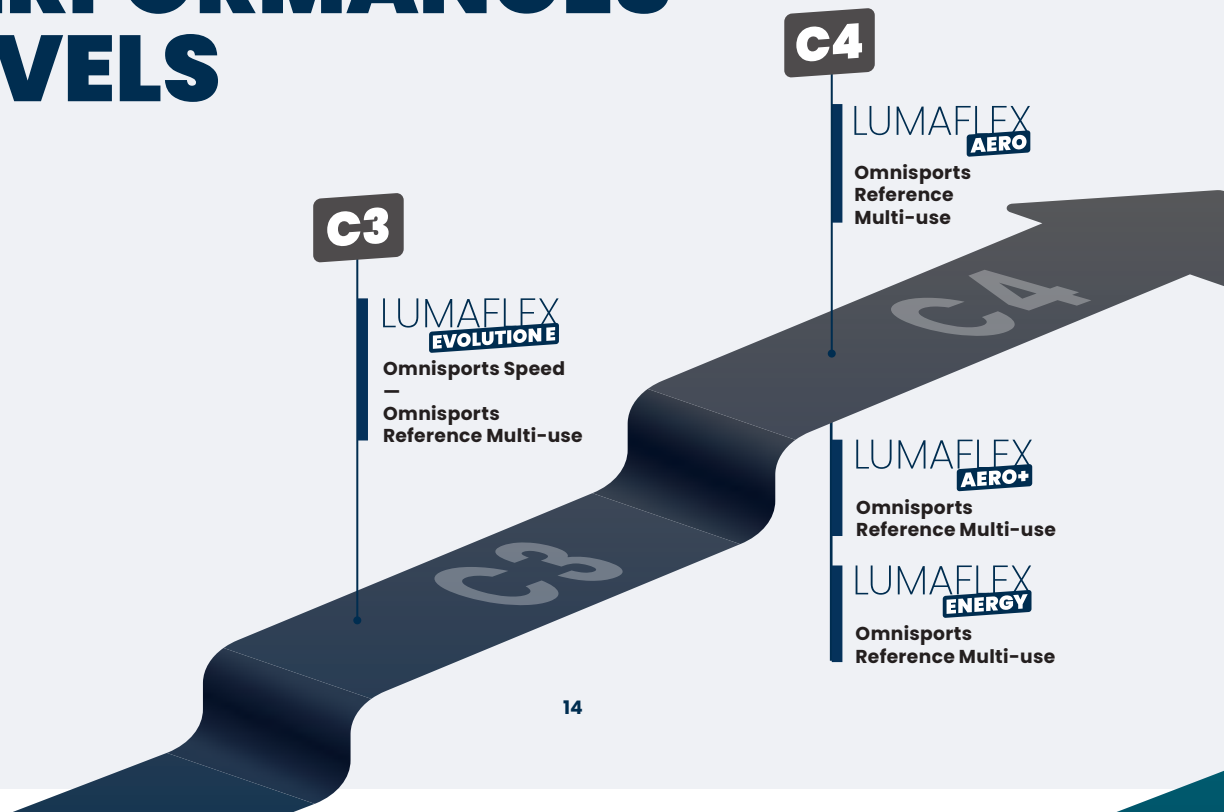 VELS
C4
LUMAFLEX
AERO
Omnisports
Reference
Multi-use
C3
LUMAFLEX
EVOLUTION E
Omnisports Speed
—
Omnisports
Reference Multi-use
C4
LUMAFLEX
AERO+
Omnisports
Reference Multi-use
C3
LUMAFLEX
ENERGY
Omnisports
Reference Multi-use
14